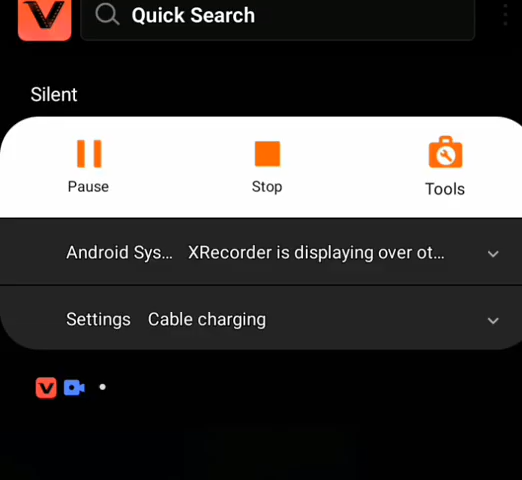 Quick Search
Silent
Pause Stop Tools
Android Sys... XRecorder is displaying over ot...
Settings Cable charging